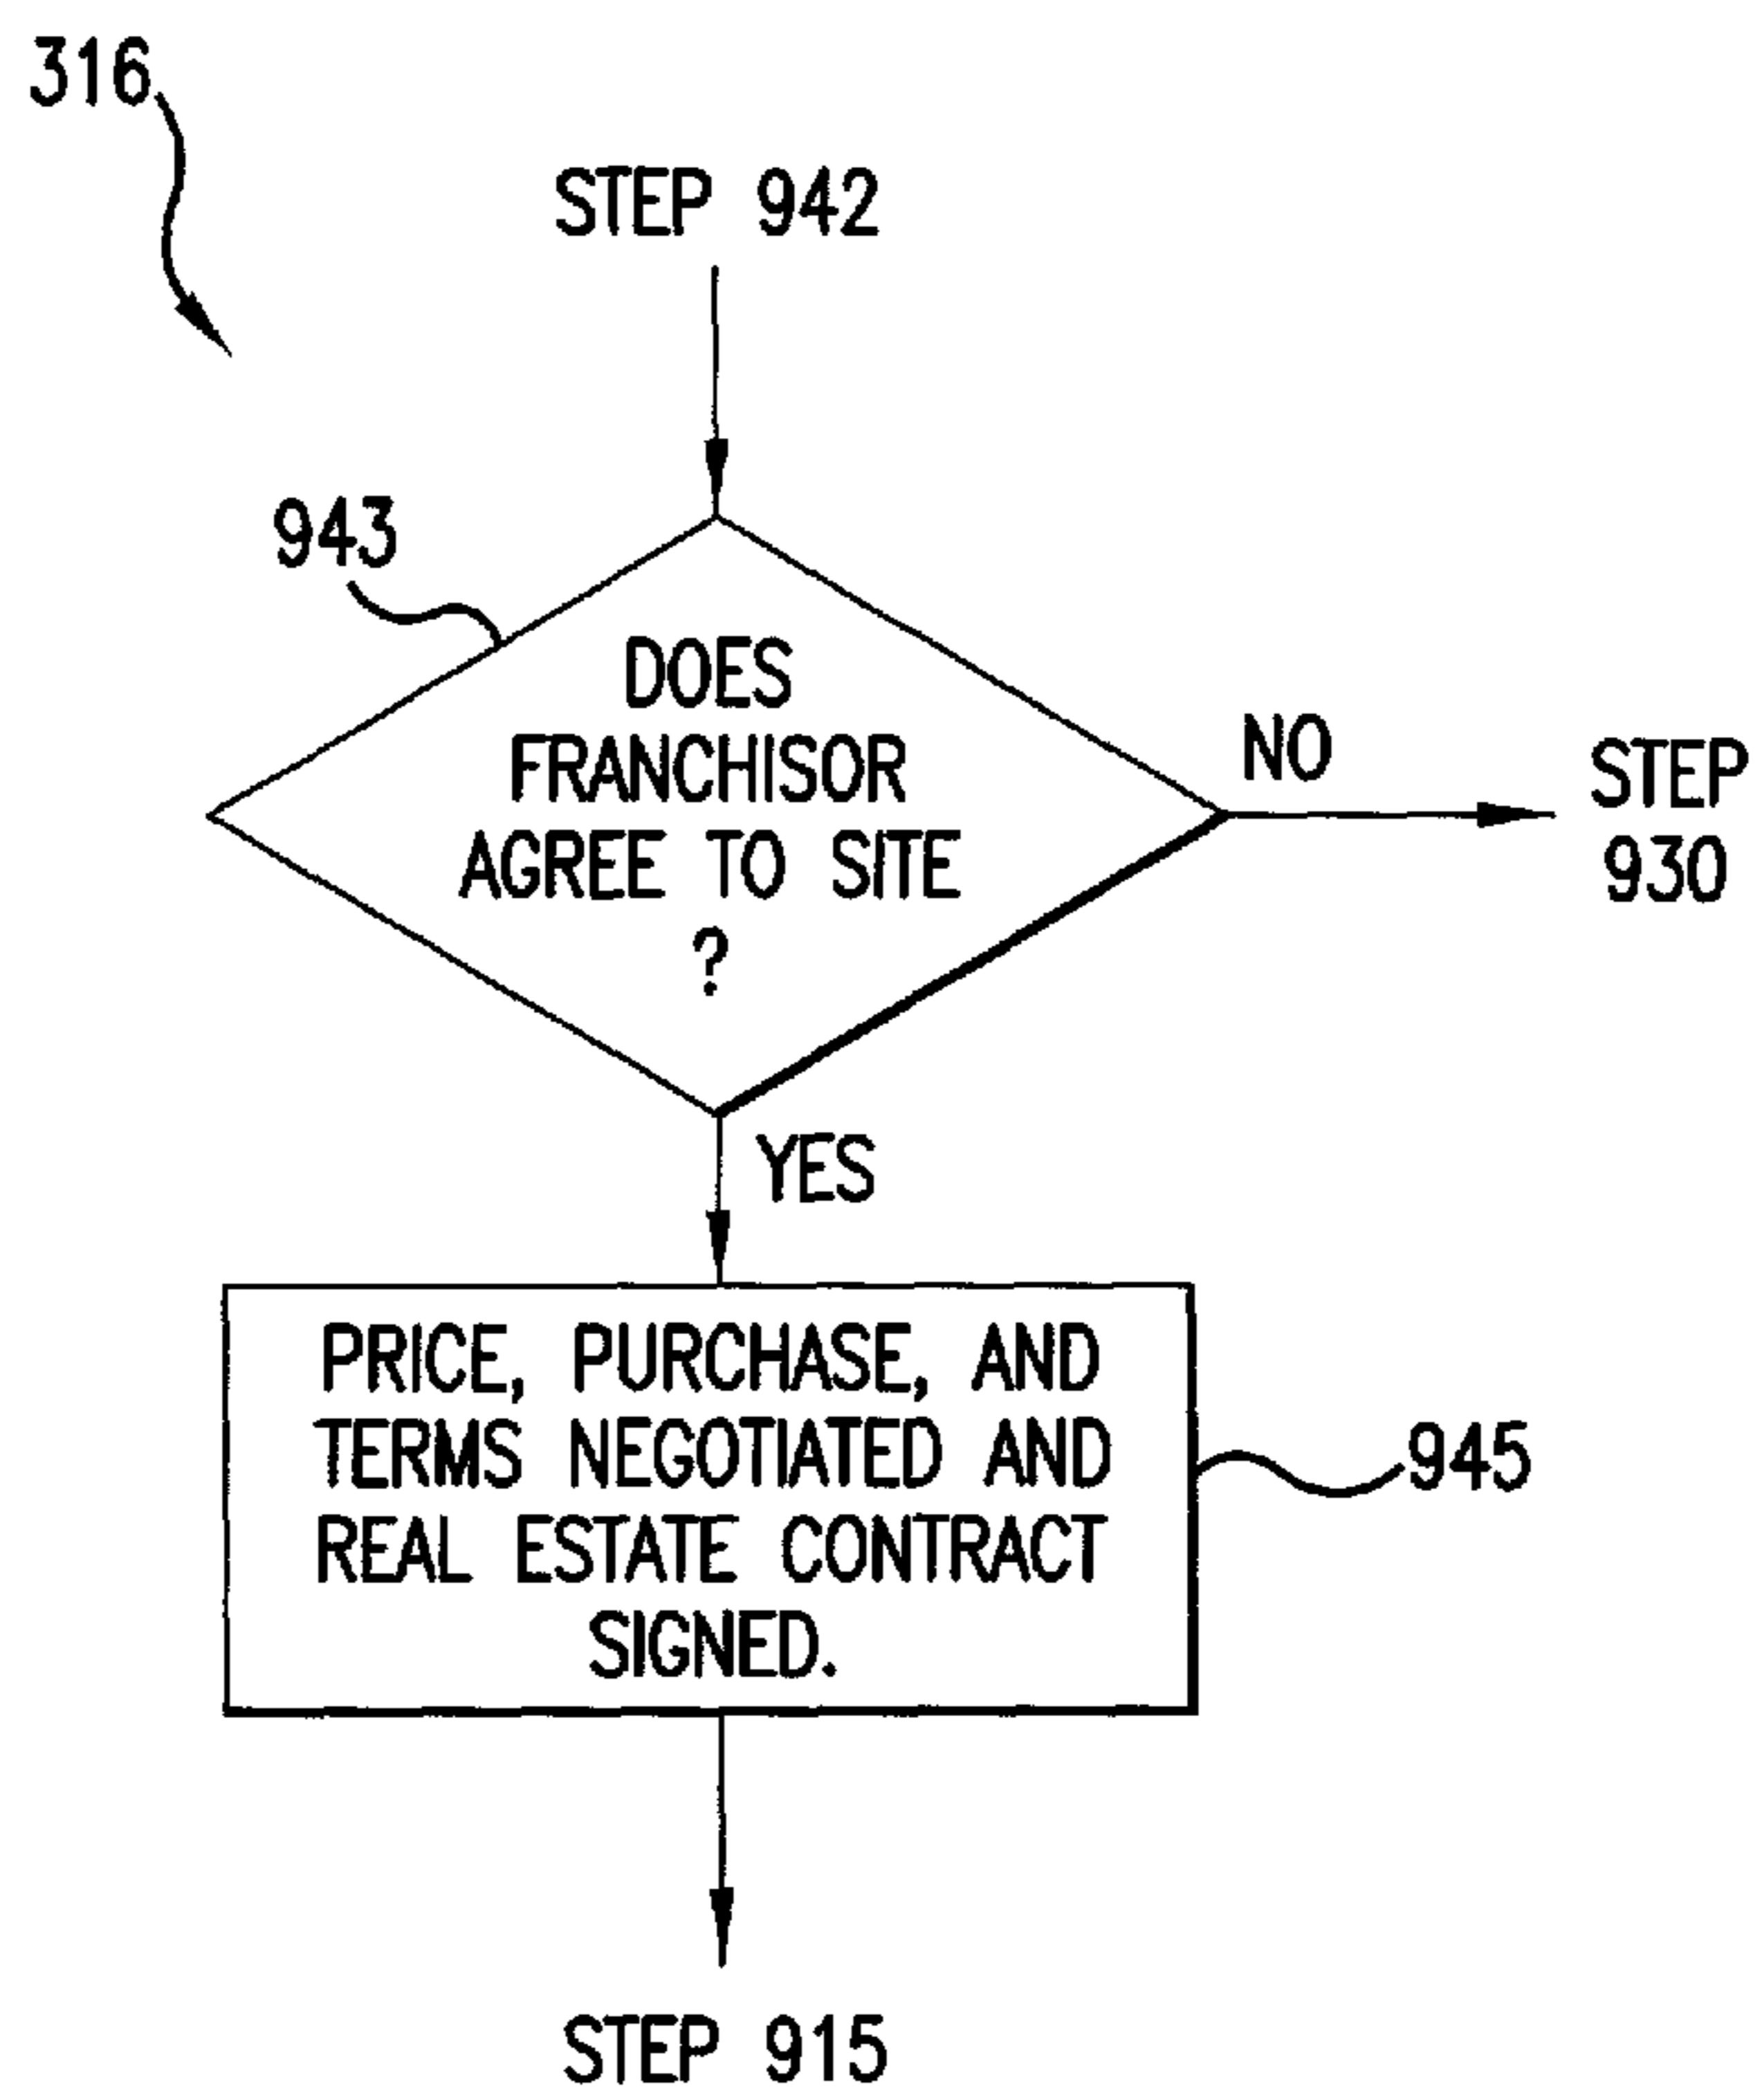 316
STEP 942
943
DOES
FRANCHISOR
AGREE TO SITE
?
NO
STEP
930
YES
PRICE, PURCHASE, AND
TERMS NEGOTIATED AND
REAL ESTATE CONTRACT
SIGNED.
945
STEP 915